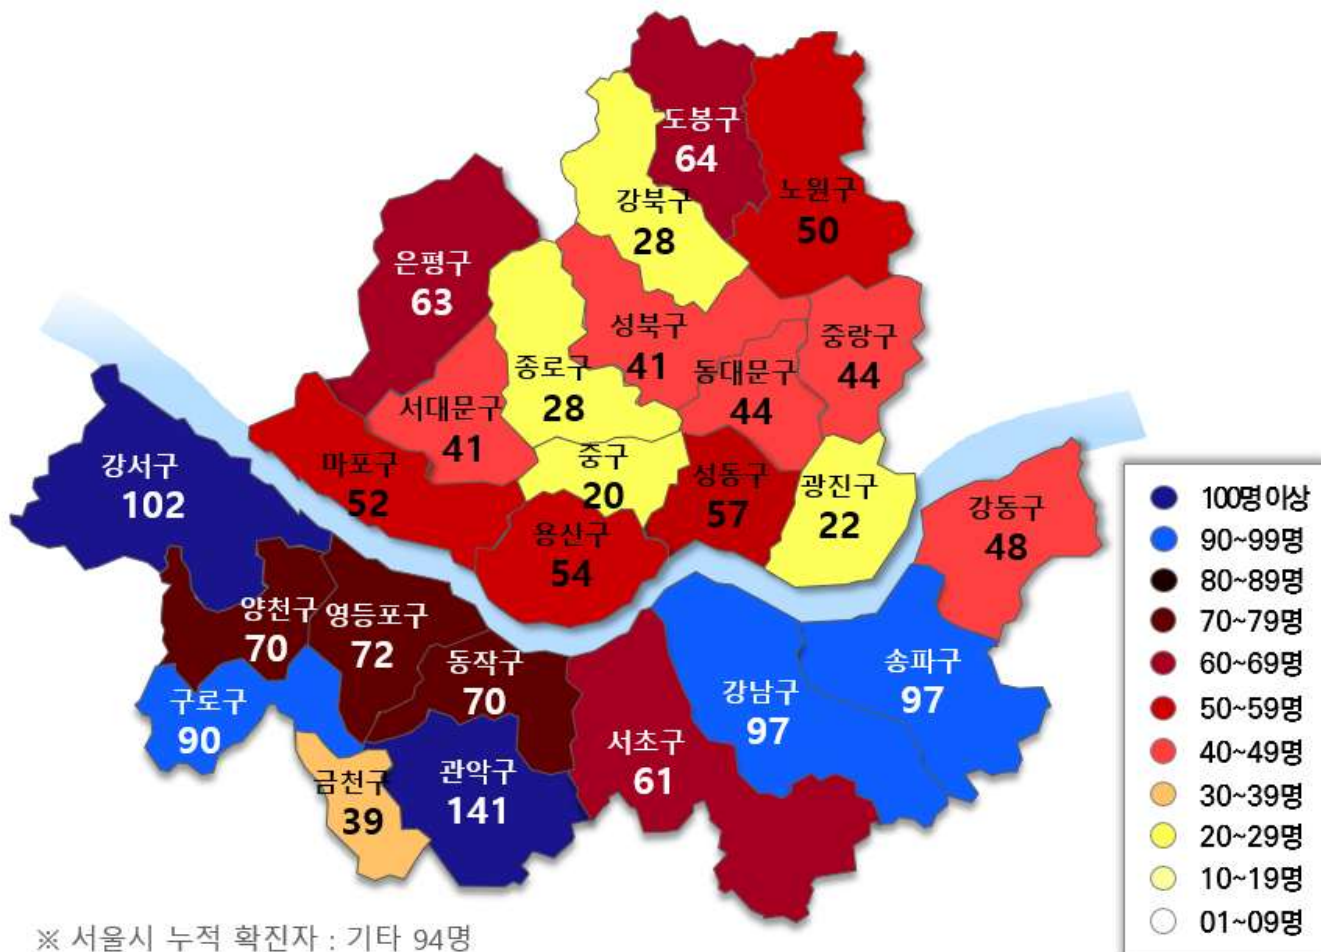 도봉구
64
노원구
50
강북구
28
은평구
63
성북구
41
중랑구
44
종로구
28
동대문구
44
서대문구
41
마포구
52
중구
20
성동구
57
광진구
22
강서구
102
용산구
54
강동구
48
양천구
70
영등포구
72
동작구
70
구로구
90
금천구
39
관악구
141
서초구
61
강남구
97
송파구
97
100명 이상
90~99명
80~89명
70~79명
60~69명
50~59명
40~49명
30~39명
20~29명
10~19명
01~09명
※ 서울시 누적 확진자 : 기타 94명